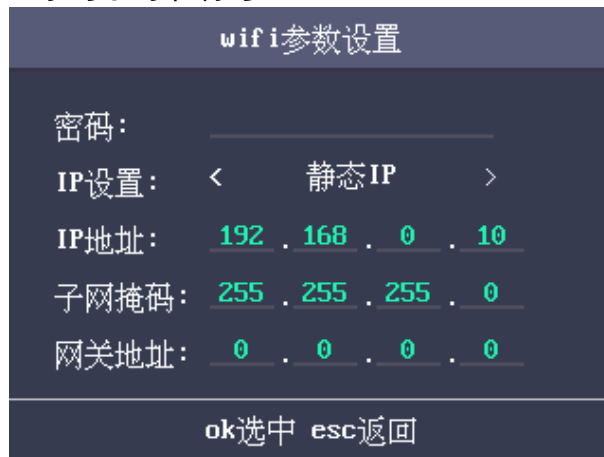 wifi参数设置
密码:
IP设置: < 静态IP >
IP地址: 192 . 168 . 0 . 10
子网掩码: 255 . 255 . 255 . 0
网关地址: 0 . 0 . 0 . 0
ok选中 esc返回